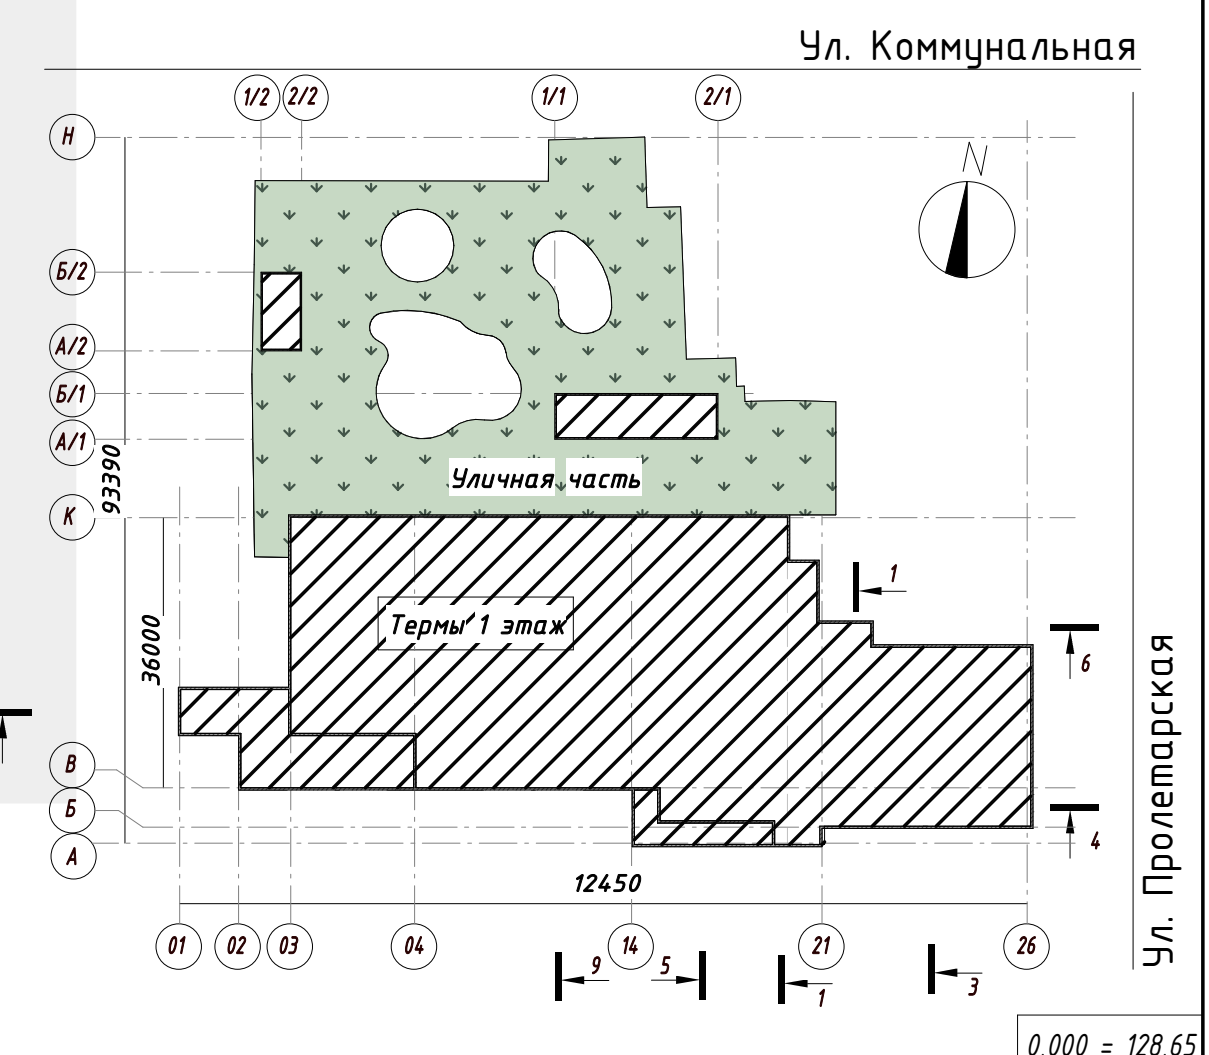 Ул. Коммунальная
1/2 2/2 1/1 2/1
Н
N
Б/2
А/2
Б/1
А/1
93390
Уличная часть
К
1
Термы 1 этаж
36000
6
Ул. Пролетарская
В
Б
4
А
12450
01 02 03 04 14 21 26
9 5 1 3
0.000 = 128.65